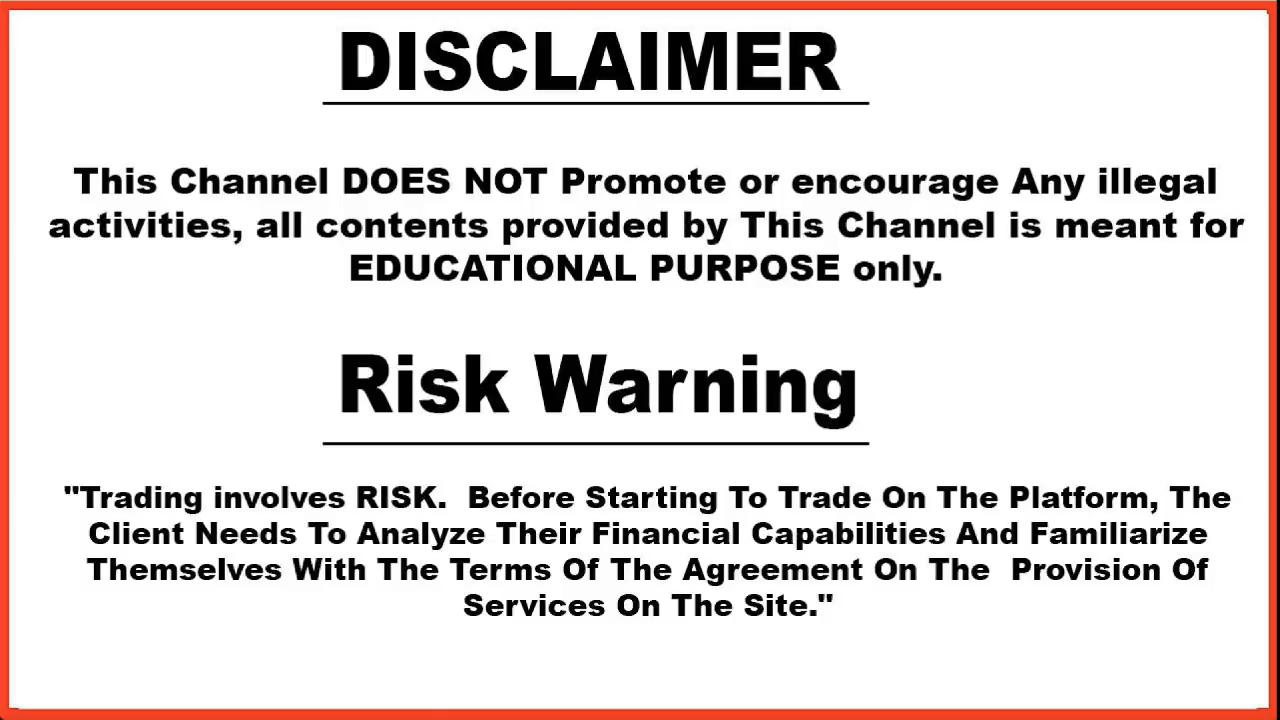 DISCLAIMER
This Channel DOES NOT Promote or encourage Any illegal
activities, all contents provided by This Channel is meant for
EDUCATIONAL PURPOSE only.
Risk Warning
"Trading involves RISK.  Before Starting To Trade On The Platform, The
Client Needs To Analyze Their Financial Capabilities And Familiarize
Themselves With The Terms Of The Agreement On The  Provision Of
Services On The Site."